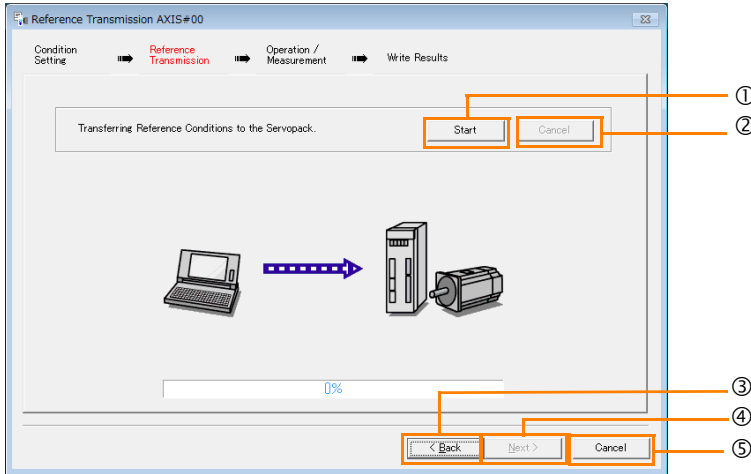 Reference Transmission AXIS#00
Condition
Setting
Reference
Transmission
Operation /
Measurement
Write Results
Transferring Reference Conditions to the Servopack.
Start
Cancel
①
②
0%
< Back
Next >
Cancel
③
④
⑤